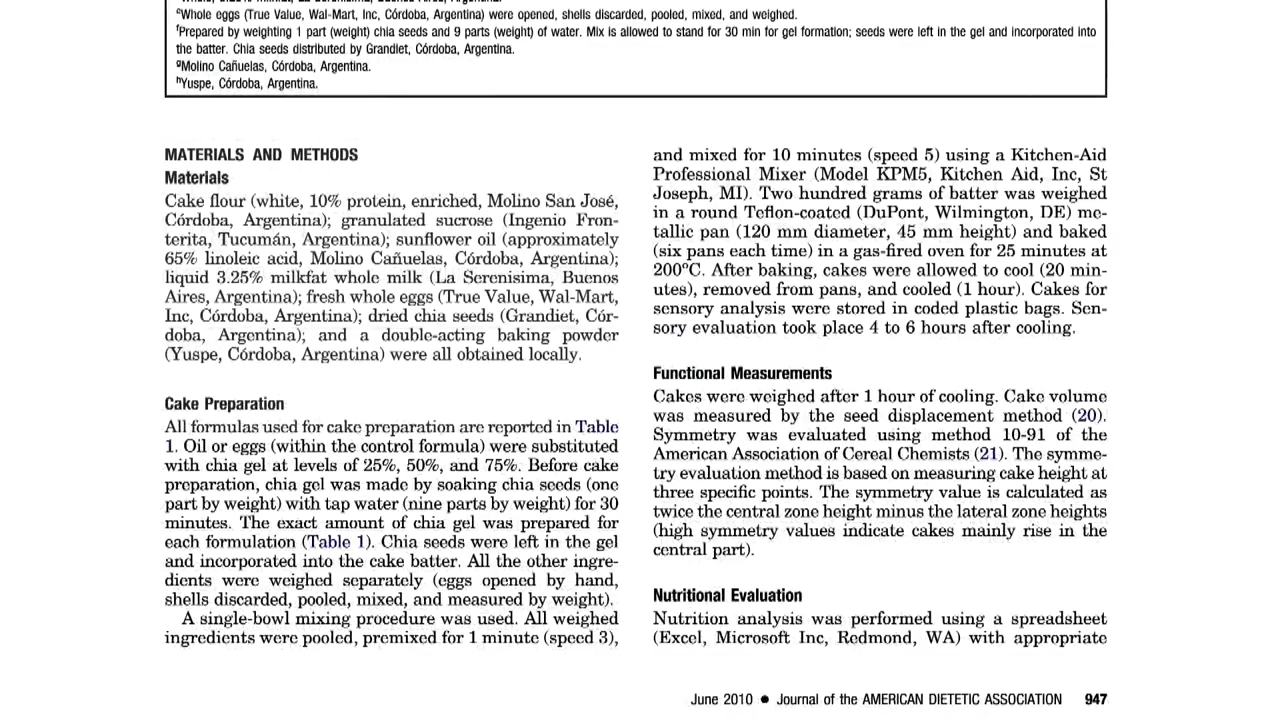 ᵉWhole eggs (True Value, Wal-Mart, Inc, Córdoba, Argentina) were opened, shells discarded, pooled, mixed, and weighed.
ᶠPrepared by weighting 1 part (weight) chia seeds and 9 parts (weight) of water. Mix is allowed to stand for 30 min for gel formation; seeds were left in the gel and incorporated into
the batter. Chia seeds distributed by Grandiet, Córdoba, Argentina.
ᵍMolino Cañuelas, Córdoba, Argentina.
ʰYuspe, Córdoba, Argentina.
MATERIALS AND METHODS
Materials
Cake flour (white, 10% protein, enriched, Molino San José,
Córdoba, Argentina); granulated sucrose (Ingenio Fron-
terita, Tucumán, Argentina); sunflower oil (approximately
65% linoleic acid, Molino Cañuelas, Córdoba, Argentina);
liquid 3.25% milkfat whole milk (La Serenisima, Buenos
Aires, Argentina); fresh whole eggs (True Value, Wal-Mart,
Inc, Córdoba, Argentina); dried chia seeds (Grandiet, Cór-
doba, Argentina); and a double-acting baking powder
(Yuspe, Córdoba, Argentina) were all obtained locally.
Cake Preparation
All formulas used for cake preparation are reported in Table
1. Oil or eggs (within the control formula) were substituted
with chia gel at levels of 25%, 50%, and 75%. Before cake
preparation, chia gel was made by soaking chia seeds (one
part by weight) with tap water (nine parts by weight) for 30
minutes. The exact amount of chia gel was prepared for
each formulation (Table 1). Chia seeds were left in the gel
and incorporated into the cake batter. All the other ingre-
dients were weighed separately (eggs opened by hand,
shells discarded, pooled, mixed, and measured by weight).
A single-bowl mixing procedure was used. All weighed
ingredients were pooled, premixed for 1 minute (speed 3),
and mixed for 10 minutes (speed 5) using a Kitchen-Aid
Professional Mixer (Model KPM5, Kitchen Aid, Inc, St
Joseph, MI). Two hundred grams of batter was weighed
in a round Teflon-coated (DuPont, Wilmington, DE) me-
tallic pan (120 mm diameter, 45 mm height) and baked
(six pans each time) in a gas-fired oven for 25 minutes at
200°C. After baking, cakes were allowed to cool (20 min-
utes), removed from pans, and cooled (1 hour). Cakes for
sensory analysis were stored in coded plastic bags. Sen-
sory evaluation took place 4 to 6 hours after cooling.
Functional Measurements
Cakes were weighed after 1 hour of cooling. Cake volume
was measured by the seed displacement method (20).
Symmetry was evaluated using method 10-91 of the
American Association of Cereal Chemists (21). The symme-
try evaluation method is based on measuring cake height at
three specific points. The symmetry value is calculated as
twice the central zone height minus the lateral zone heights
(high symmetry values indicate cakes mainly rise in the
central part).
Nutritional Evaluation
Nutrition analysis was performed using a spreadsheet
(Excel, Microsoft Inc, Redmond, WA) with appropriate
June 2010 ● Journal of the AMERICAN DIETETIC ASSOCIATION 947